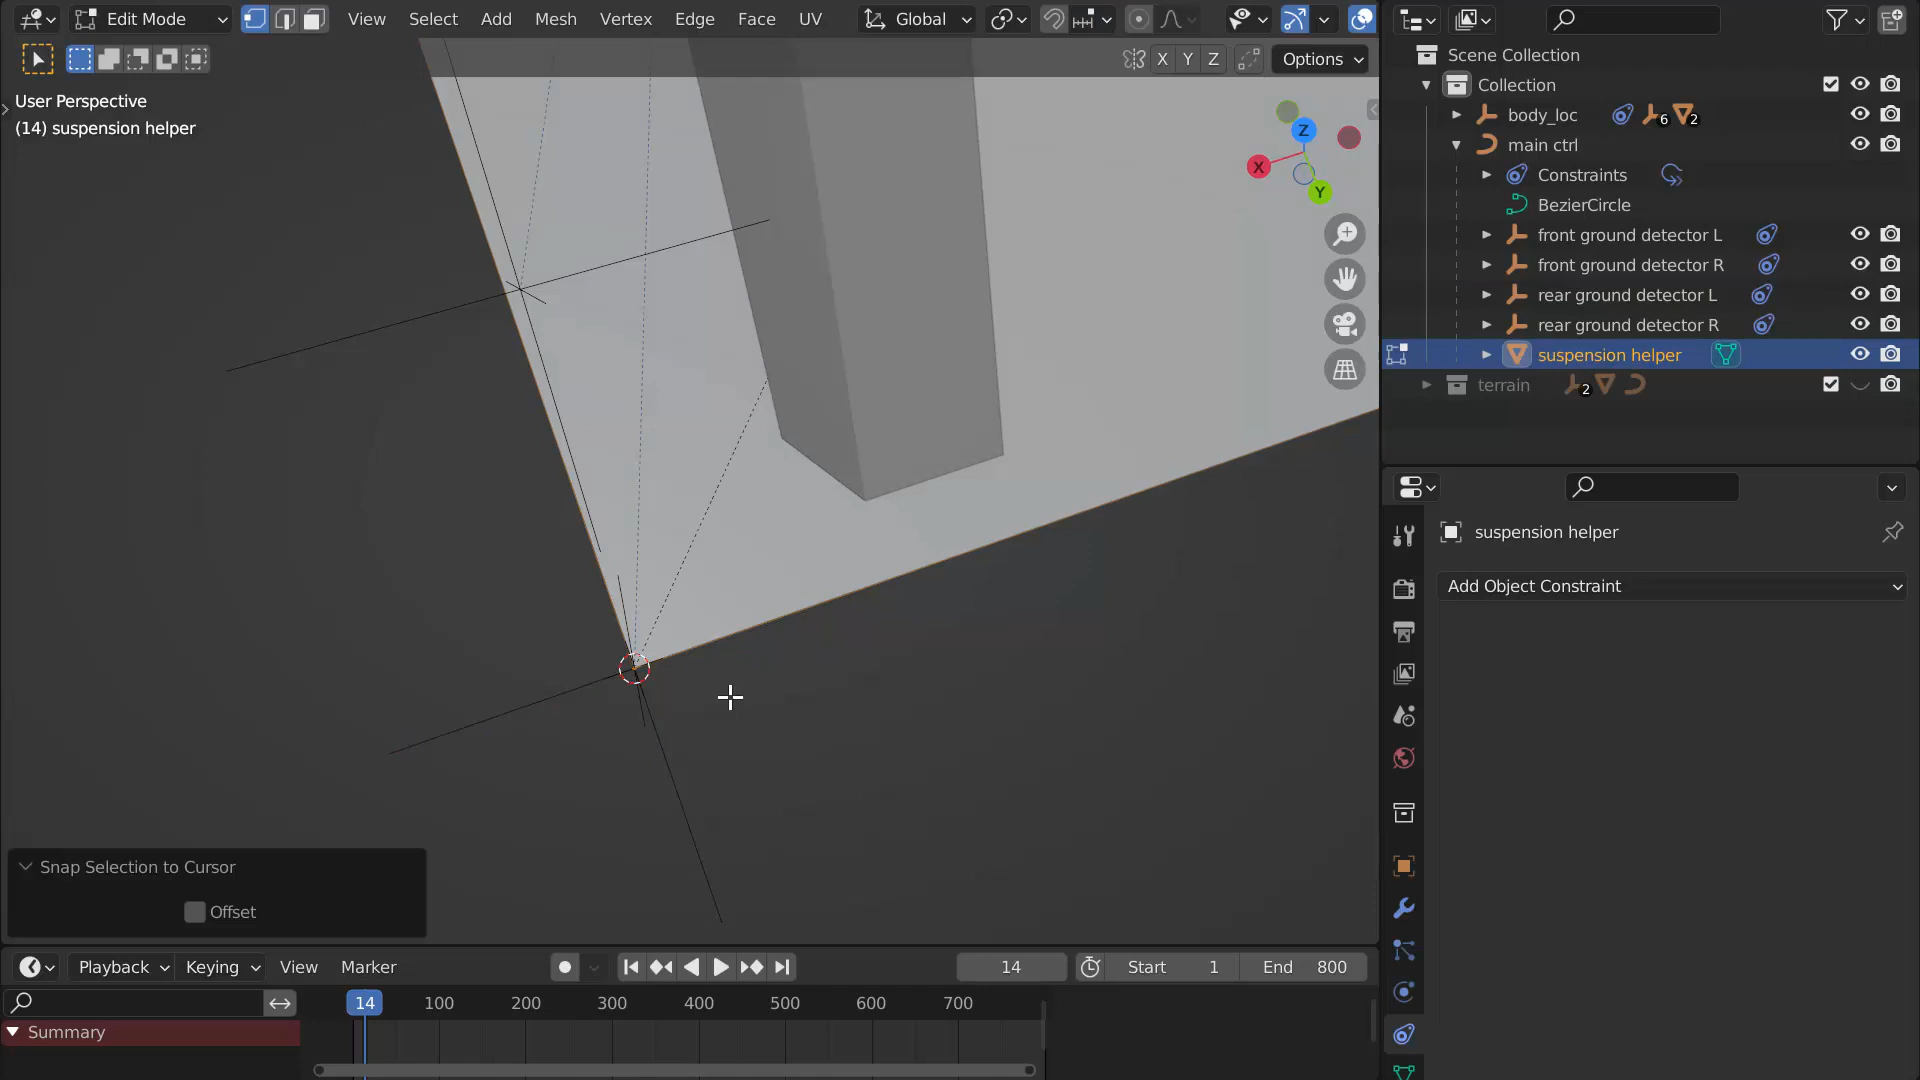 Edit Mode
View
Select
Add
Mesh
Vertex
Edge
Face
UV
Global
X
Y
Z
Options
User Perspective
(14) suspension helper
Z
X
Y
Snap Selection to Cursor
Offset
Playback
Keying
View
Marker
14
Start 1
End 800
14
100
200
300
400
500
600
700
Summary
Scene Collection
Collection
body_loc 6 2
main ctrl
Constraints
BezierCircle
front ground detector L
front ground detector R
rear ground detector L
rear ground detector R
suspension helper
terrain 2
suspension helper
Add Object Constraint